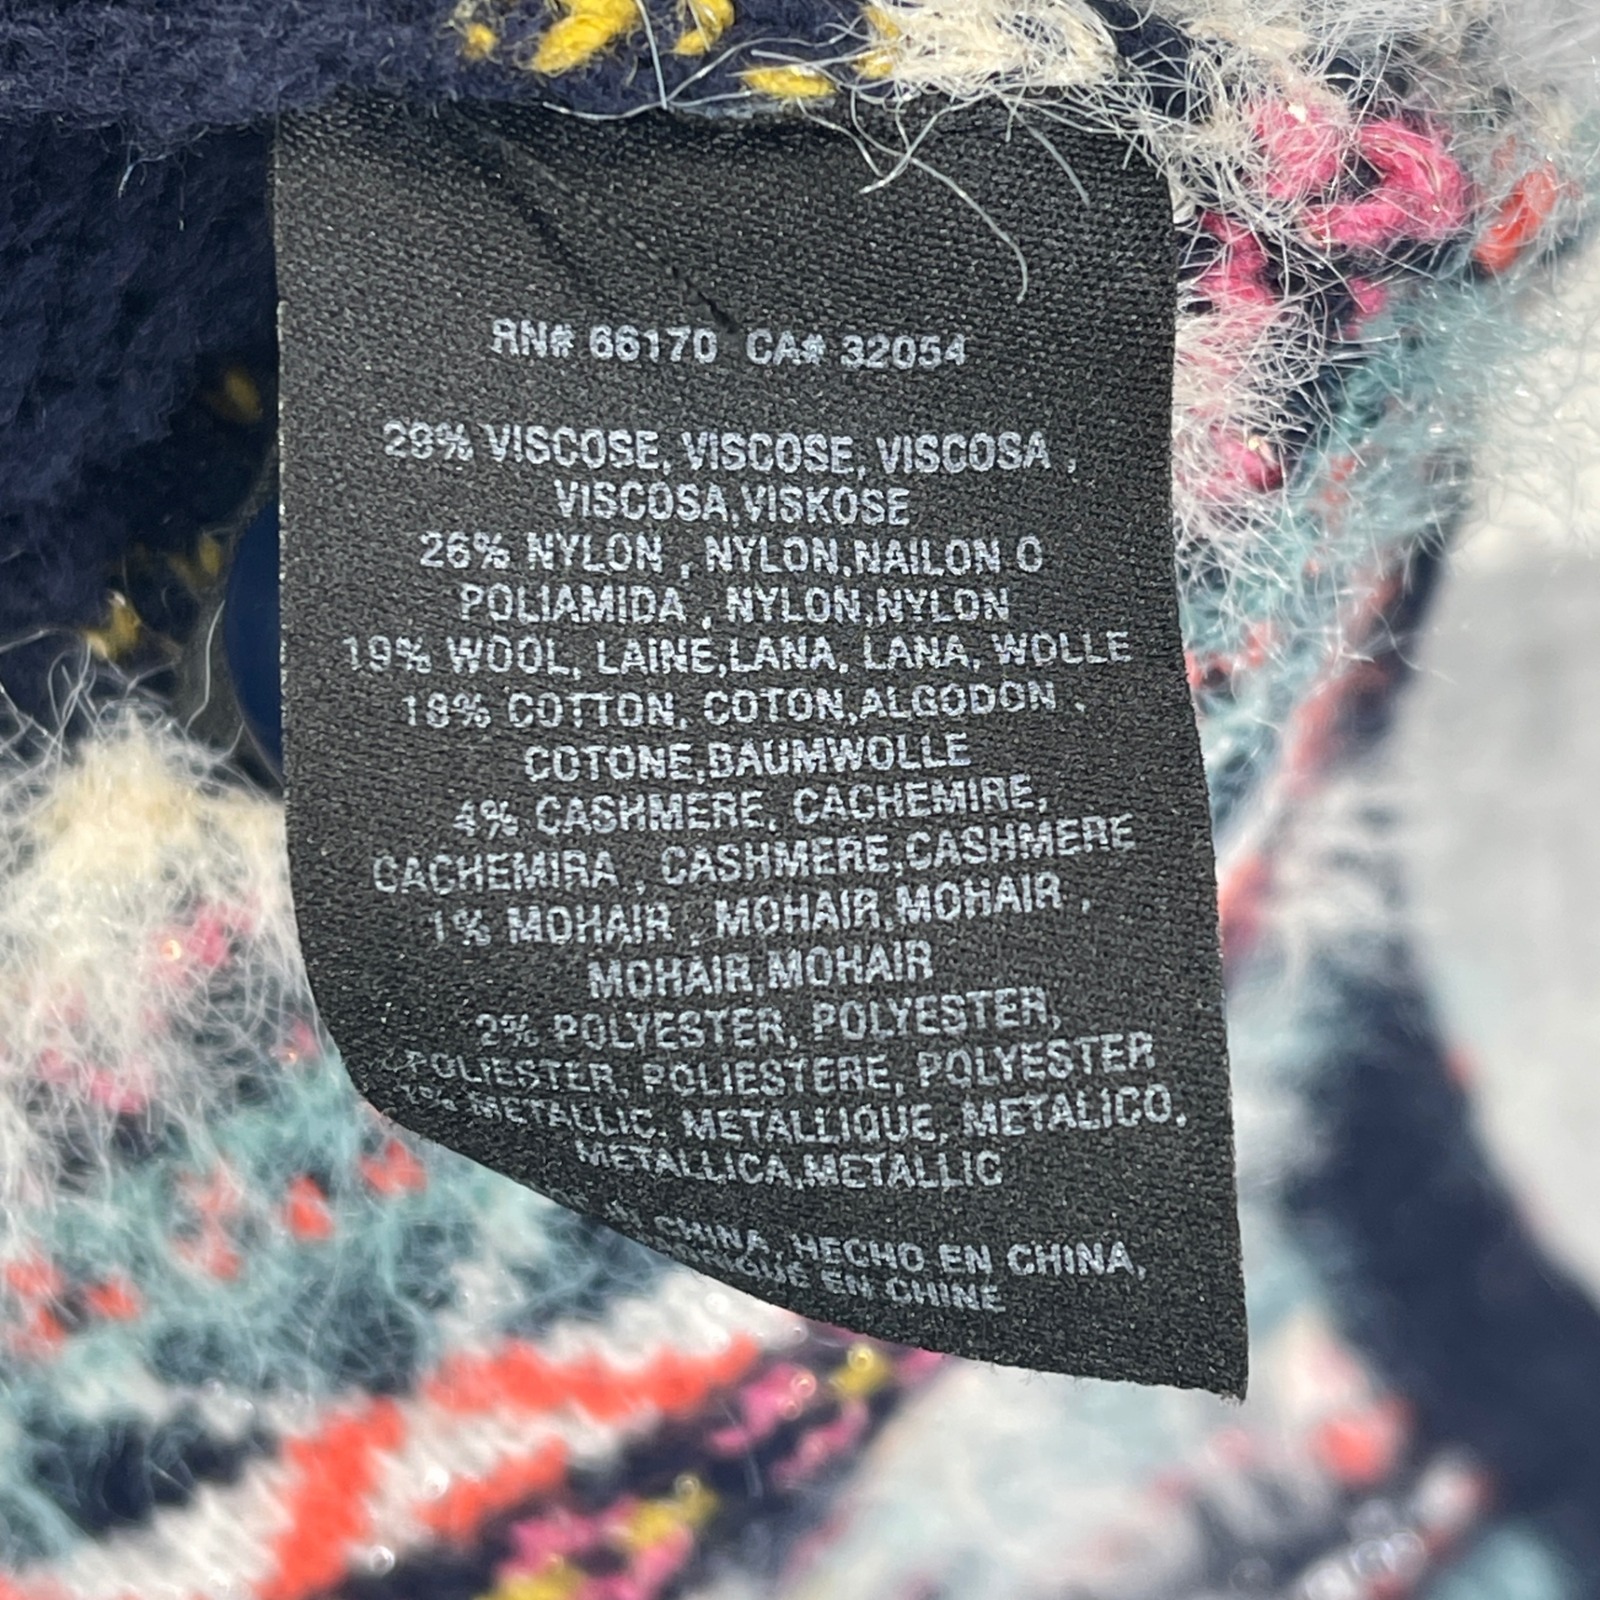 RN# 66170 CA# 32054
29% VISCOSE, VISCOSE, VISCOSA ,
VISCOSA,VISKOSE
26% NYLON , NYLON,NAILON O
POLIAMIDA , NYLON,NYLON
19% WOOL, LAINE,LANA, LANA, WOLLE
18% COTTON, COTON,ALGODON ,
COTONE,BAUMWOLLE
4% CASHMERE, CACHEMIRE,
CACHEMIRA , CASHMERE,CASHMERE
1% MOHAIR , MOHAIR,MOHAIR ,
MOHAIR,MOHAIR
2% POLYESTER, POLYESTER,
POLIESTER, POLIESTERE, POLYESTER
1% METALLIC, METALLIQUE, METALICO,
METALLICA,METALLIC
IN CHINA, HECHO EN CHINA,
EN CHINE